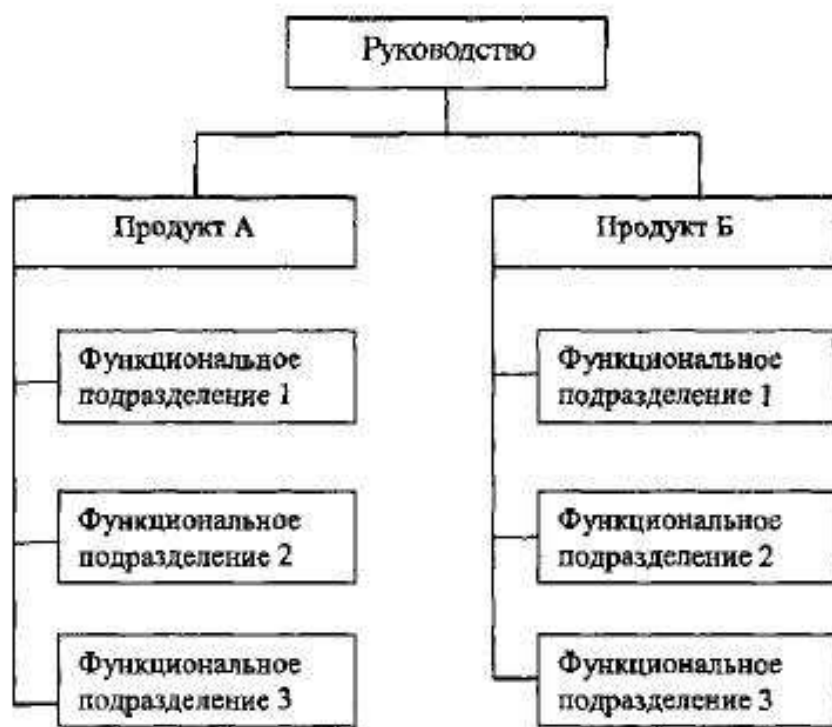 Руководство
Продукт А
Функциональное
подразделение 1
Функциональное
подразделение 2
Функциональное
подразделение 3
Продукт Б
Функциональное
подразделение 1
Функциональное
подразделение 2
Функциональное
подразделение 3